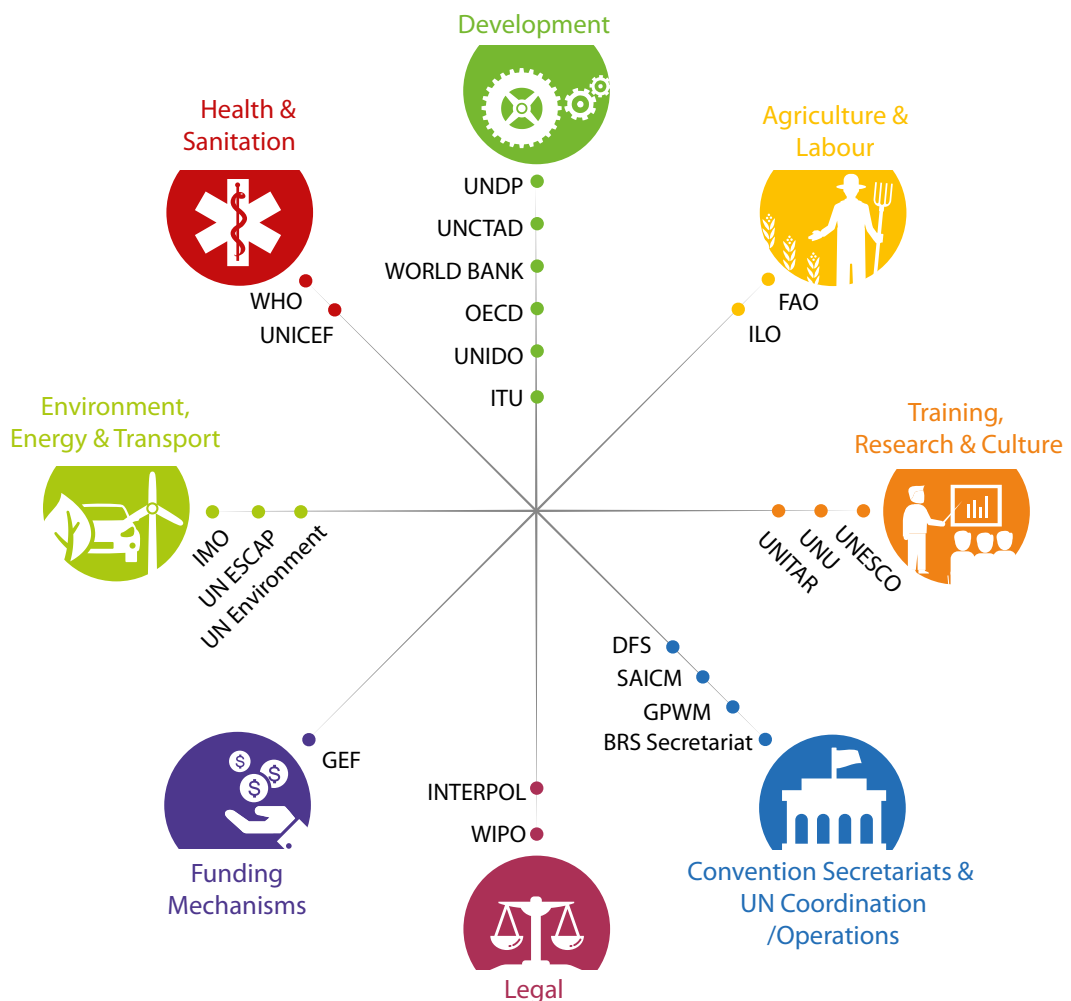 Development
UNDP
UNCTAD
WORLD BANK
OECD
UNIDO
ITU
Agriculture &
Labour
FAO
ILO
Training,
Research & Culture
UNITAR
UNU
UNESCO
DFS
SAICM
GPWM
BRS Secretariat
Convention Secretariats &
UN Coordination
/Operations
INTERPOL
WIPO
Legal
GEF
$
$
$
Funding
Mechanisms
Environment,
Energy & Transport
IMO
UN ESCAP
UN Environment
Health &
Sanitation
WHO
UNICEF